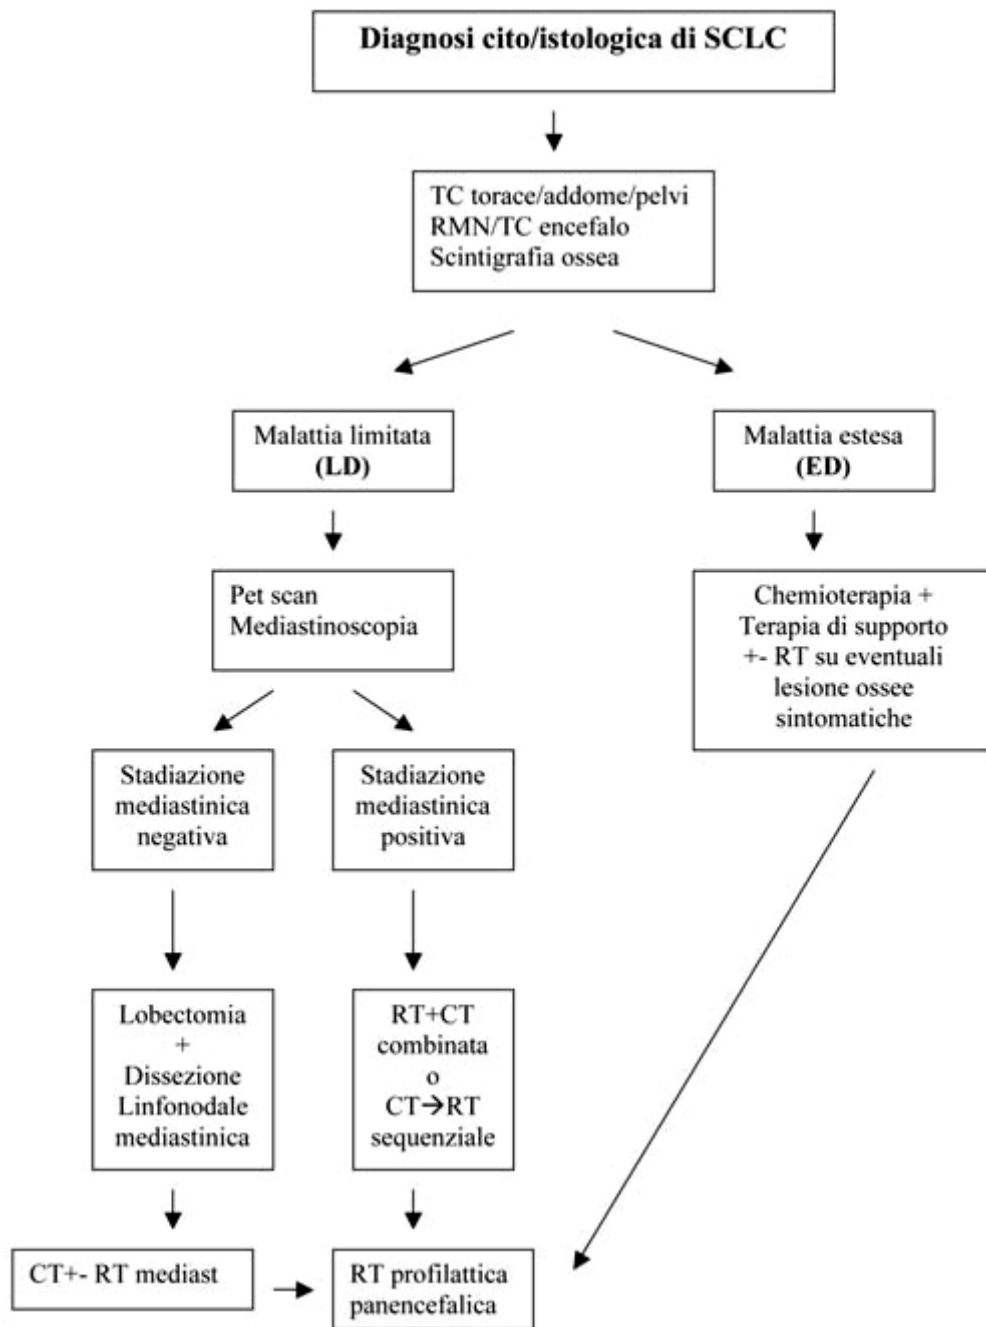 Diagnosi cito/istologica di SCLC
TC torace/addome/pelvi
RMN/TC encefalo
Scintigrafia ossea
Malattia limitata
(LD)
Malattia estesa
(ED)
Pet scan
Mediastinoscopia
Chemioterapia +
Terapia di supporto
+- RT su eventuali
lesione ossee
sintomatiche
Stadiazione
mediastinica
negativa
Stadiazione
mediastinica
positiva
Lobectomia
+
Dissezione
Linfonodale
mediastinica
RT+CT
combinata
o
CT→RT
sequenziale
CT+- RT mediast
RT profilattica
panencefalica